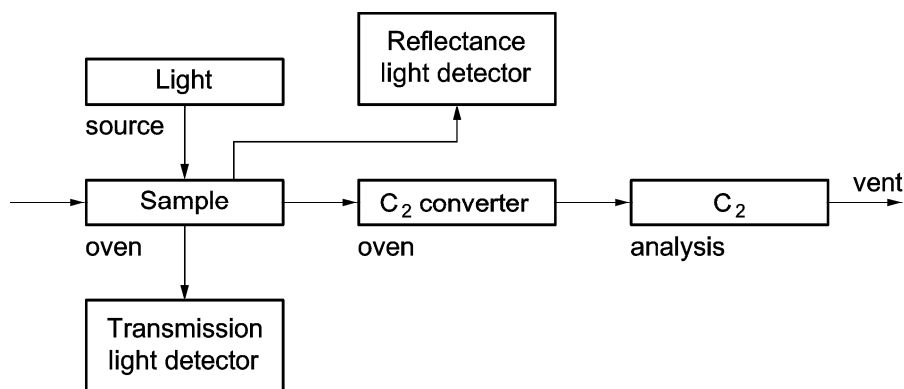 Reflectance
light detector
Light
source
Sample
oven
C₂ converter
oven
C₂
analysis
vent
Transmission
light detector